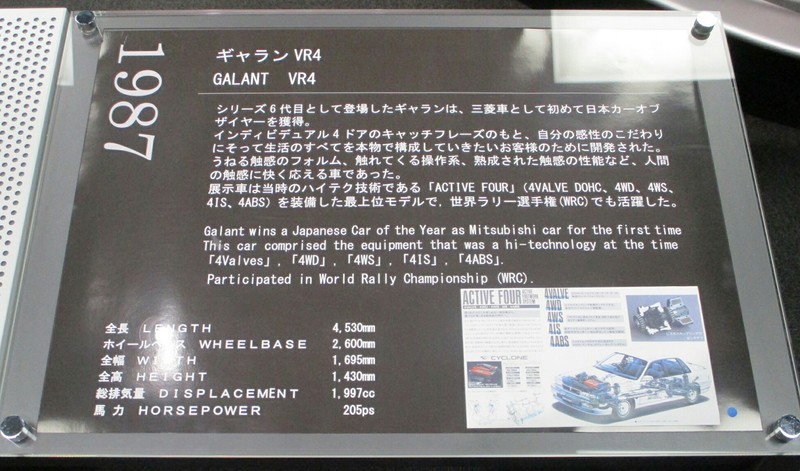 1987
ギャラン VR4
GALANT VR4
シリーズ6代目として登場したギャランは、三菱車として初めて日本カーオブ
ザイヤーを獲得。
インディビデュアル4ドアのキャッチフレーズのもと、自分の感性のこだわり
にそって生活のすべてを本物で構成していきたいお客様のために開発された。
うねる触感のフォルム、触れてくる操作系、熟成された触感の性能など、人間
の触感に快く応える車であった。
展示車は当時のハイテク技術である「ACTIVE FOUR」(4VALVE DOHC、4WD、4WS、
4IS、4ABS) を装備した最上位モデルで、世界ラリー選手権(WRC)でも活躍した。
Galant wins a Japanese Car of the Year as Mitsubishi car for the first time
This car comprised the equipment that was a hi-technology at the time
「4Valves」,「4WD」,「4WS」,「4IS」,「4ABS」.
Participated in World Rally Championship (WRC).
全長 LENGTH 4,530mm
ホイールベース WHEELBASE 2,600mm
全幅 WIDTH 1,695mm
全高 HEIGHT 1,430mm
総排気量 DISPLACEMENT 1,997cc
馬力 HORSEPOWER 205ps
ACTIVE FOUR
4VALVE
4WD
4WS
4IS
4ABS
CYCLONE